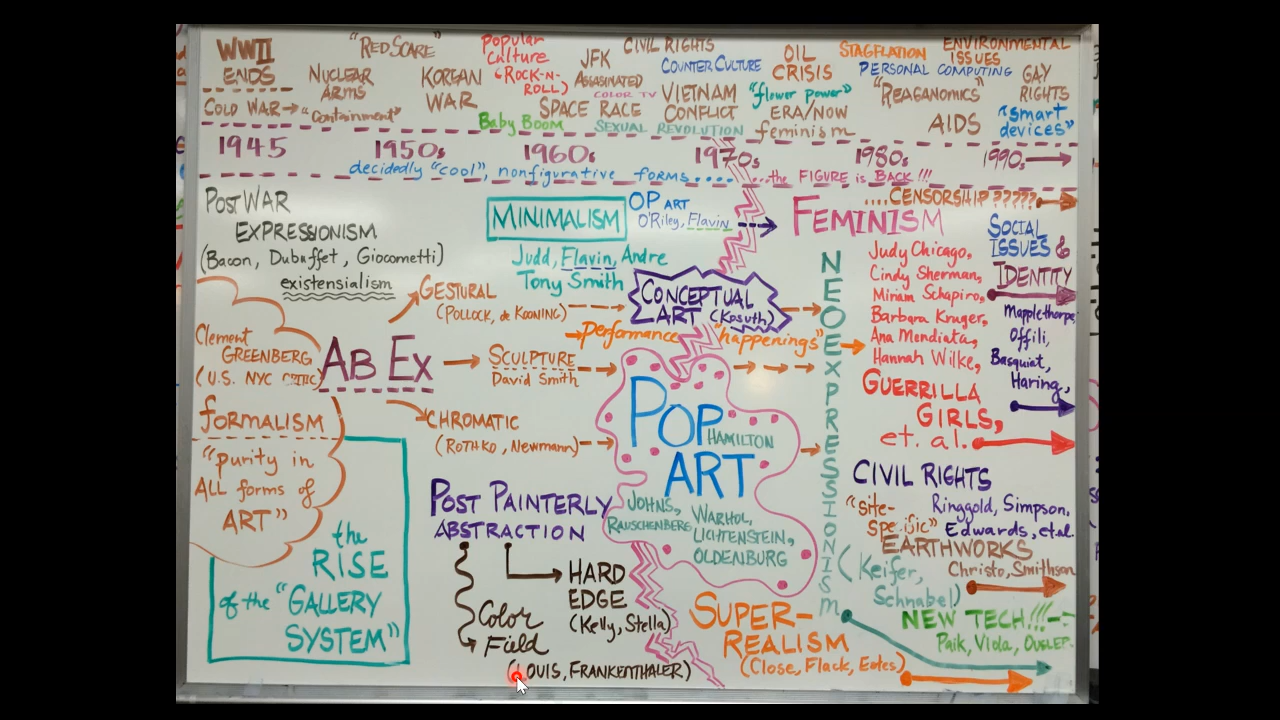 WWII
ENDS
COLD WAR → "Containment"
"RED SCARE"
NUCLEAR
ARMS
Popular
Culture
(ROCK-N-
ROLL)
KOREAN
WAR
Baby Boom
JFK
ASSASINATED
COLOR TV
SPACE RACE
SEXUAL REVOLUTION
CIVIL RIGHTS
COUNTER CULTURE
VIETNAM
CONFLICT
OIL
CRISIS
"flower power"
ERA/NOW
feminism
STAGFLATION
PERSONAL COMPUTING
"REAGANOMICS"
AIDS
ENVIRONMENTAL
ISSUES
GAY
RIGHTS
"smart
devices"
1945 1950s 1960s 1970s 1980s 1990s
decidedly "cool", nonfigurative forms.... ....the FIGURE is BACK!!!
POST WAR
EXPRESSIONISM
(Bacon, Dubuffet, Giocometti)
existensialism
MINIMALISM
Judd, Flavin, Andre
Tony Smith
OP ART
O'Riley, Flavin
....CENSORSHIP ?????
FEMINISM
Judy Chicago,
Cindy Sherman,
Miriam Schapiro,
Barbara Kruger,
Ana Mendiata,
Hannah Wilke,
GUERRILLA
GIRLS,
et. al.
SOCIAL
ISSUES &
IDENTITY
Mapplethorpe,
Offili,
Basquiat,
Haring,
Clement
GREENBERG
(U.S. NYC CRITIC)
AB EX
GESTURAL
(POLLOCK, de KOONING)
SCULPTURE
David Smith
CHROMATIC
(ROTHKO, Newmann)
CONCEPTUAL
ART (Kosuth)
performance "happenings"
NEOEXPRESSIONISM
(Keifer,
Schnabel)
formALISM
"purity in
ALL forms of
ART"
the
RISE
of the "GALLERY
SYSTEM"
POP
HAMILTON
ART
JOHNS,
RAUSCHENBERG
WARHOL,
LICHTENSTEIN,
OLDENBURG
POST PAINTERLY
ABSTRACTION
HARD
EDGE
(Kelly, Stella)
Color
Field
(LOUIS, FRANKENTHALER)
SUPER-
REALISM
(Close, Flack, Estes)
CIVIL RIGHTS
Ringgold, Simpson,
Edwards, et.al.
"site-
specific"
EARTHWORKS
Christo, Smithson
NEW TECH!!!
Paik, Viola,